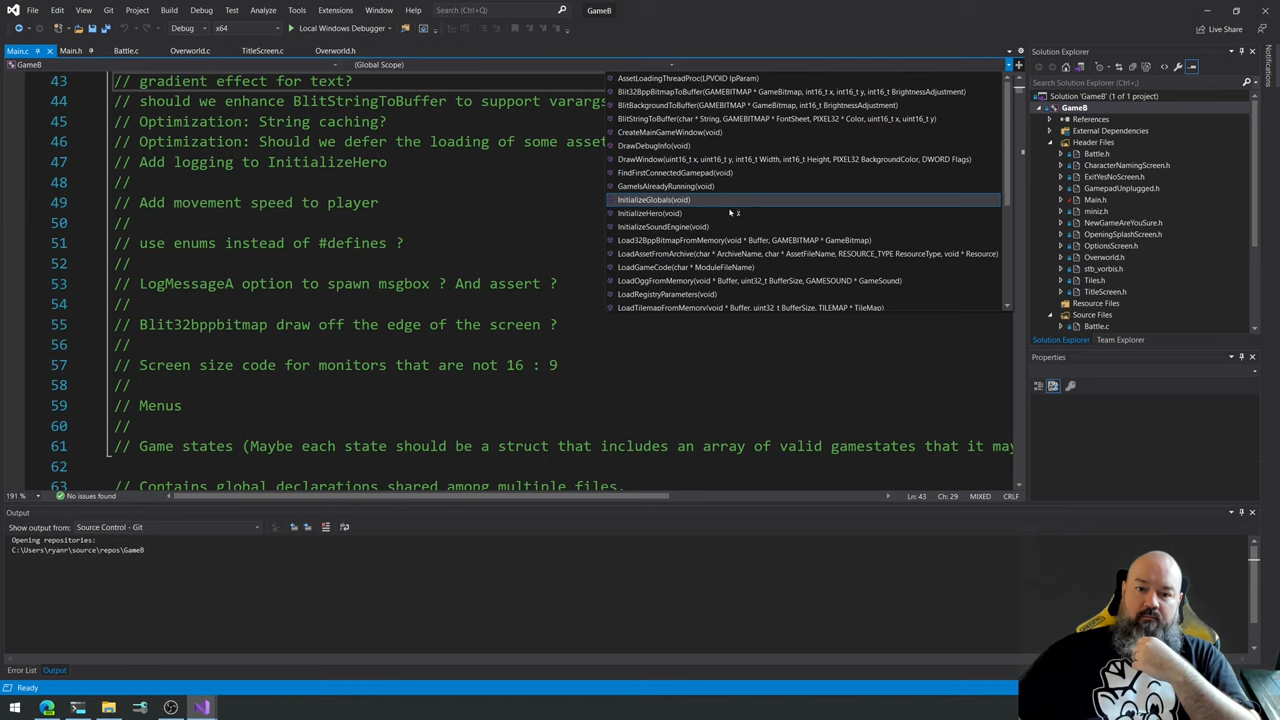 File Edit View Git Project Build Debug Test Analyze Tools Extensions Window Help Search (Ctrl+Q) GameB
Debug x64 Local Windows Debugger Live Share
Main.c Main.h Battle.c Overworld.c TitleScreen.c Overworld.h
GameB (Global Scope)
43 // gradient effect for text?
44 // should we enhance BlitStringToBuffer to support varargs
45 // Optimization: String caching?
46 // Optimization: Should we defer the loading of some asset
47 // Add logging to InitializeHero
48 //
49 // Add movement speed to player
50 //
51 // use enums instead of #defines ?
52 //
53 // LogMessageA option to spawn msgbox ? And assert ?
54 //
55 // Blit32bppbitmap draw off the edge of the screen ?
56 //
57 // Screen size code for monitors that are not 16 : 9
58 //
59 // Menus
60 //
61 // Game states (Maybe each state should be a struct that includes an array of valid gamestates that it may
62
63 // Contains global declarations shared among multiple files.
AssetLoadingThreadProc(LPVOID lpParam)
Blit32BppBitmapToBuffer(GAMEBITMAP * GameBitmap, int16_t x, int16_t y, int16_t BrightnessAdjustment)
BlitBackgroundToBuffer(GAMEBITMAP * GameBitmap, int16_t BrightnessAdjustment)
BlitStringToBuffer(char * String, GAMEBITMAP * FontSheet, PIXEL32 * Color, uint16_t x, uint16_t y)
CreateMainGameWindow(void)
DrawDebugInfo(void)
DrawWindow(uint16_t x, uint16_t y, int16_t Width, int16_t Height, PIXEL32 BackgroundColor, DWORD Flags)
FindFirstConnectedGamepad(void)
GameIsAlreadyRunning(void)
InitializeGlobals(void)
InitializeHero(void)
InitializeSoundEngine(void)
Load32BppBitmapFromMemory(void * Buffer, GAMEBITMAP * GameBitmap)
LoadAssetFromArchive(char * ArchiveName, char * AssetFileName, RESOURCE_TYPE ResourceType, void * Resource)
LoadGameCode(char * ModuleFileName)
LoadOggFromMemory(void * Buffer, uint32_t BufferSize, GAMESOUND * GameSound)
LoadRegistryParameters(void)
LoadTilemapFromMemory(void * Buffer, uint32_t BufferSize, TILEMAP * TileMap)
191 % No issues found Ln: 43 Ch: 29 MIXED CRLF
Output
Show output from: Source Control - Git
Opening repositories:
C:\Users\ryanr\source\repos\GameB
Error List Output
Ready
Solution Explorer
Search Solution Explorer (Ctrl+;)
Solution 'GameB' (1 of 1 project)
GameB
References
External Dependencies
Header Files
Battle.h
CharacterNamingScreen.h
ExitYesNoScreen.h
GamepadUnplugged.h
Main.h
miniz.h
NewGameAreYouSure.h
OpeningSplashScreen.h
OptionsScreen.h
Overworld.h
stb_vorbis.h
Tiles.h
TitleScreen.h
Resource Files
Source Files
Battle.c
Solution Explorer Team Explorer
Properties
Notifications